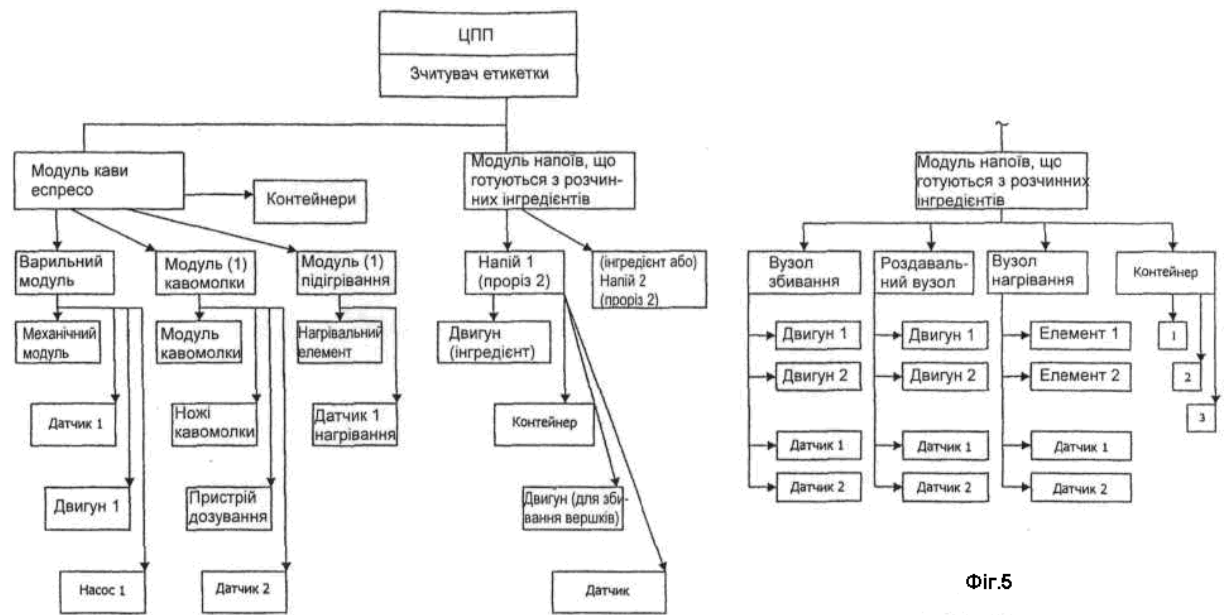 ЦПП
Зчитувач етикетки
Модуль кави
еспресо
Контейнери
Модуль напоїв, що
готуються з розчин-
них інгредієнтів
Варильний
модуль
Модуль (1)
кавомолки
Модуль (1)
підігрівання
Напій 1
(проріз 2)
(інгредієнт або)
Напій 2
(проріз 2)
Механічний
модуль
Модуль
кавомолки
Нагрівальний
елемент
Двигун
(інгредієнт)
Датчик 1
Ножі
кавомолки
Датчик 1
нагрівання
Контейнер
Двигун 1
Пристрій
дозування
Двигун (для зби-
вання вершків)
Насос 1
Датчик 2
Датчик
Модуль напоїв, що
готуються з розчинних
інгредієнтів
Вузол
збивання
Роздаваль-
ний вузол
Вузол
нагрівання
Контейнер
Двигун 1
Двигун 1
Елемент 1
1
Двигун 2
Двигун 2
Елемент 2
2
3
Датчик 1
Датчик 1
Датчик 1
Датчик 2
Датчик 2
Датчик 2
Фіг.5